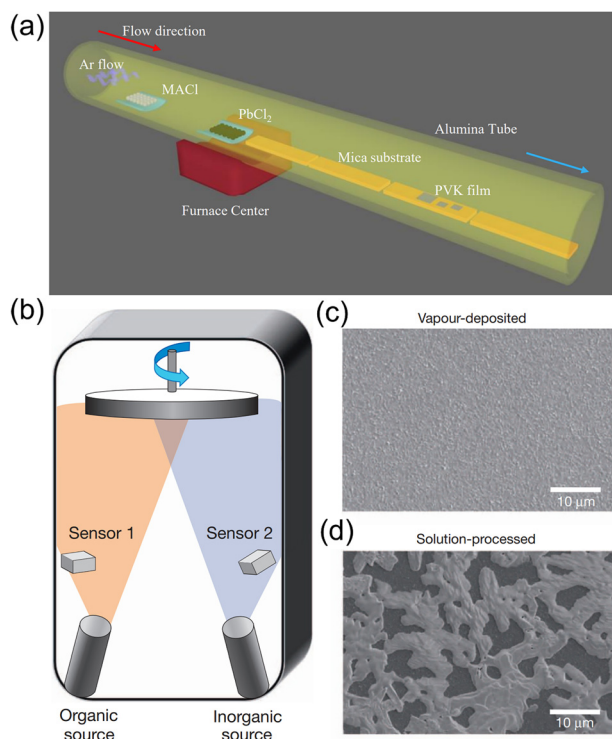 (a)
Flow direction
Ar flow
MACl
PbCl₂
Alumina Tube
Mica substrate
PVK film
Furnace Center
(b)
Sensor 1
Sensor 2
Organic
source
Inorganic
source
(c)
Vapour-deposited
10 μm
(d)
Solution-processed
10 μm